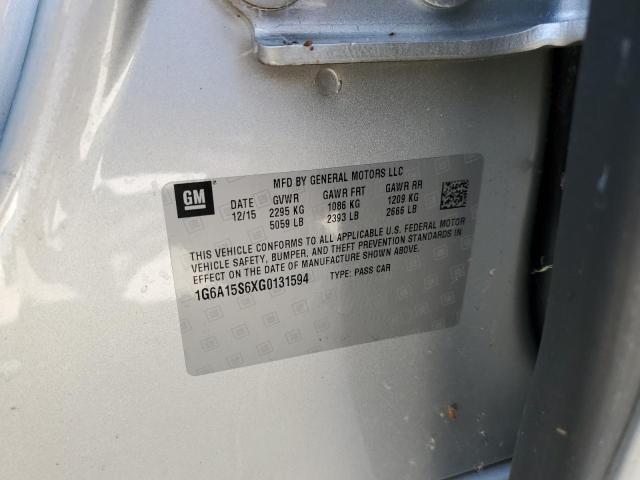 GM
MFD BY GENERAL MOTORS LLC
DATE GVWR GAWR FRT GAWR RR
12/15 2295 KG 1086 KG 1209 KG
5059 LB 2393 LB 2666 LB
THIS VEHICLE CONFORMS TO ALL APPLICABLE U.S. FEDERAL MOTOR
VEHICLE SAFETY, BUMPER, AND THEFT PREVENTION STANDARDS IN
EFFECT ON THE DATE OF MANUFACTURE SHOWN ABOVE.
1G6A15S6XG0131594 TYPE: PASS CAR